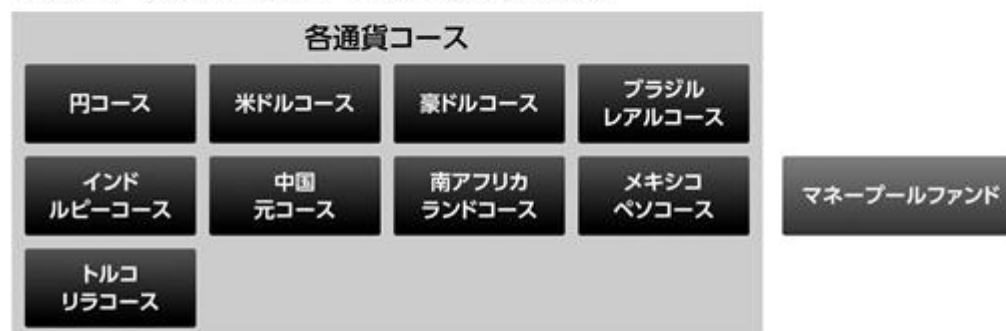 各通貨コース
円コース
米ドルコース
豪ドルコース
ブラジル
レアルコース
インド
ルピーコース
中国
元コース
南アフリカ
ランドコース
メキシコ
ペソコース
マネープールファンド
トルコ
リラコース